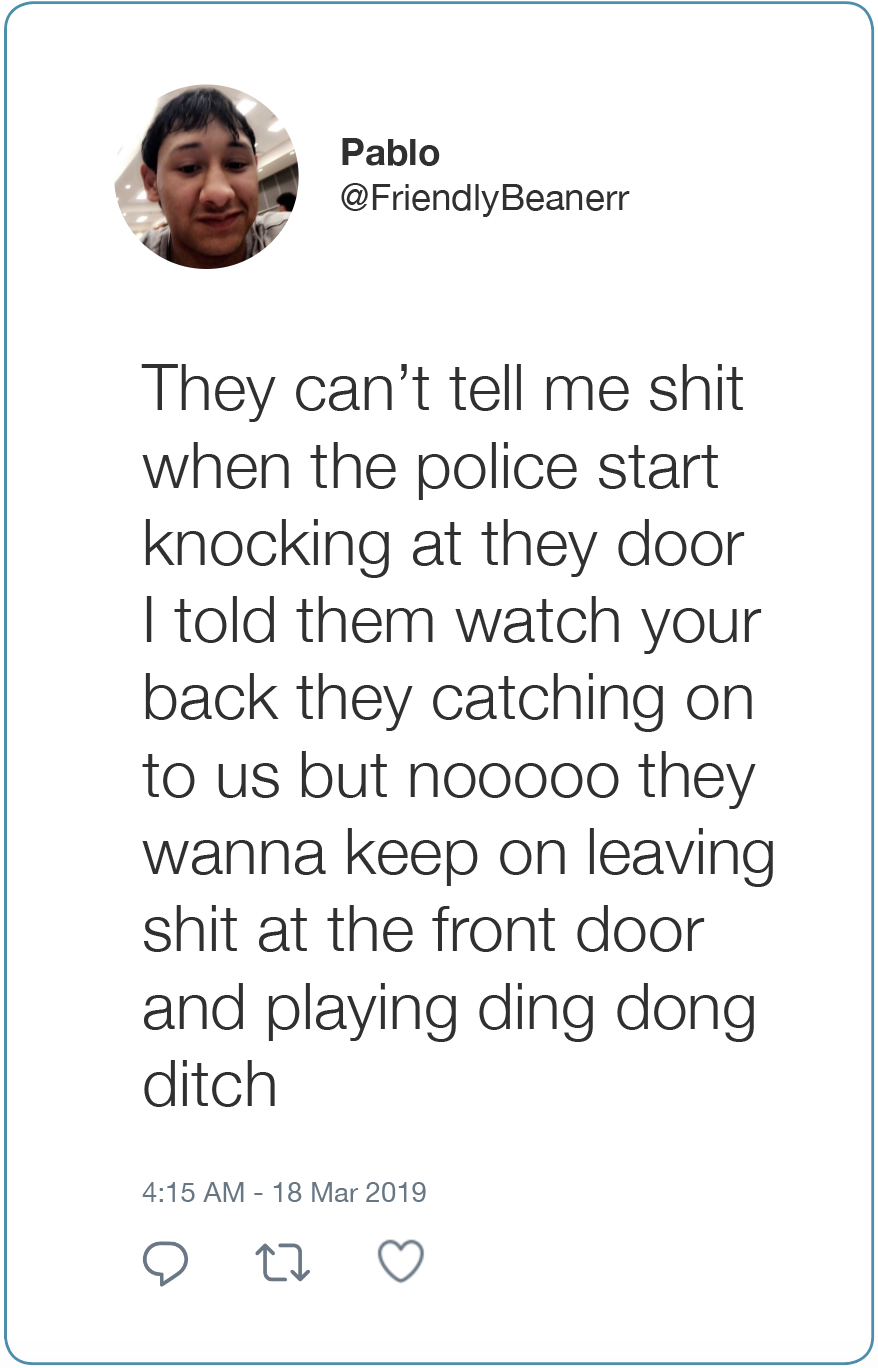 Pablo
@FriendlyBeanerr
They can’t tell me shit
when the police start
knocking at they door
I told them watch your
back they catching on
to us but nooooo they
wanna keep on leaving
shit at the front door
and playing ding dong
ditch
4:15 AM - 18 Mar 2019